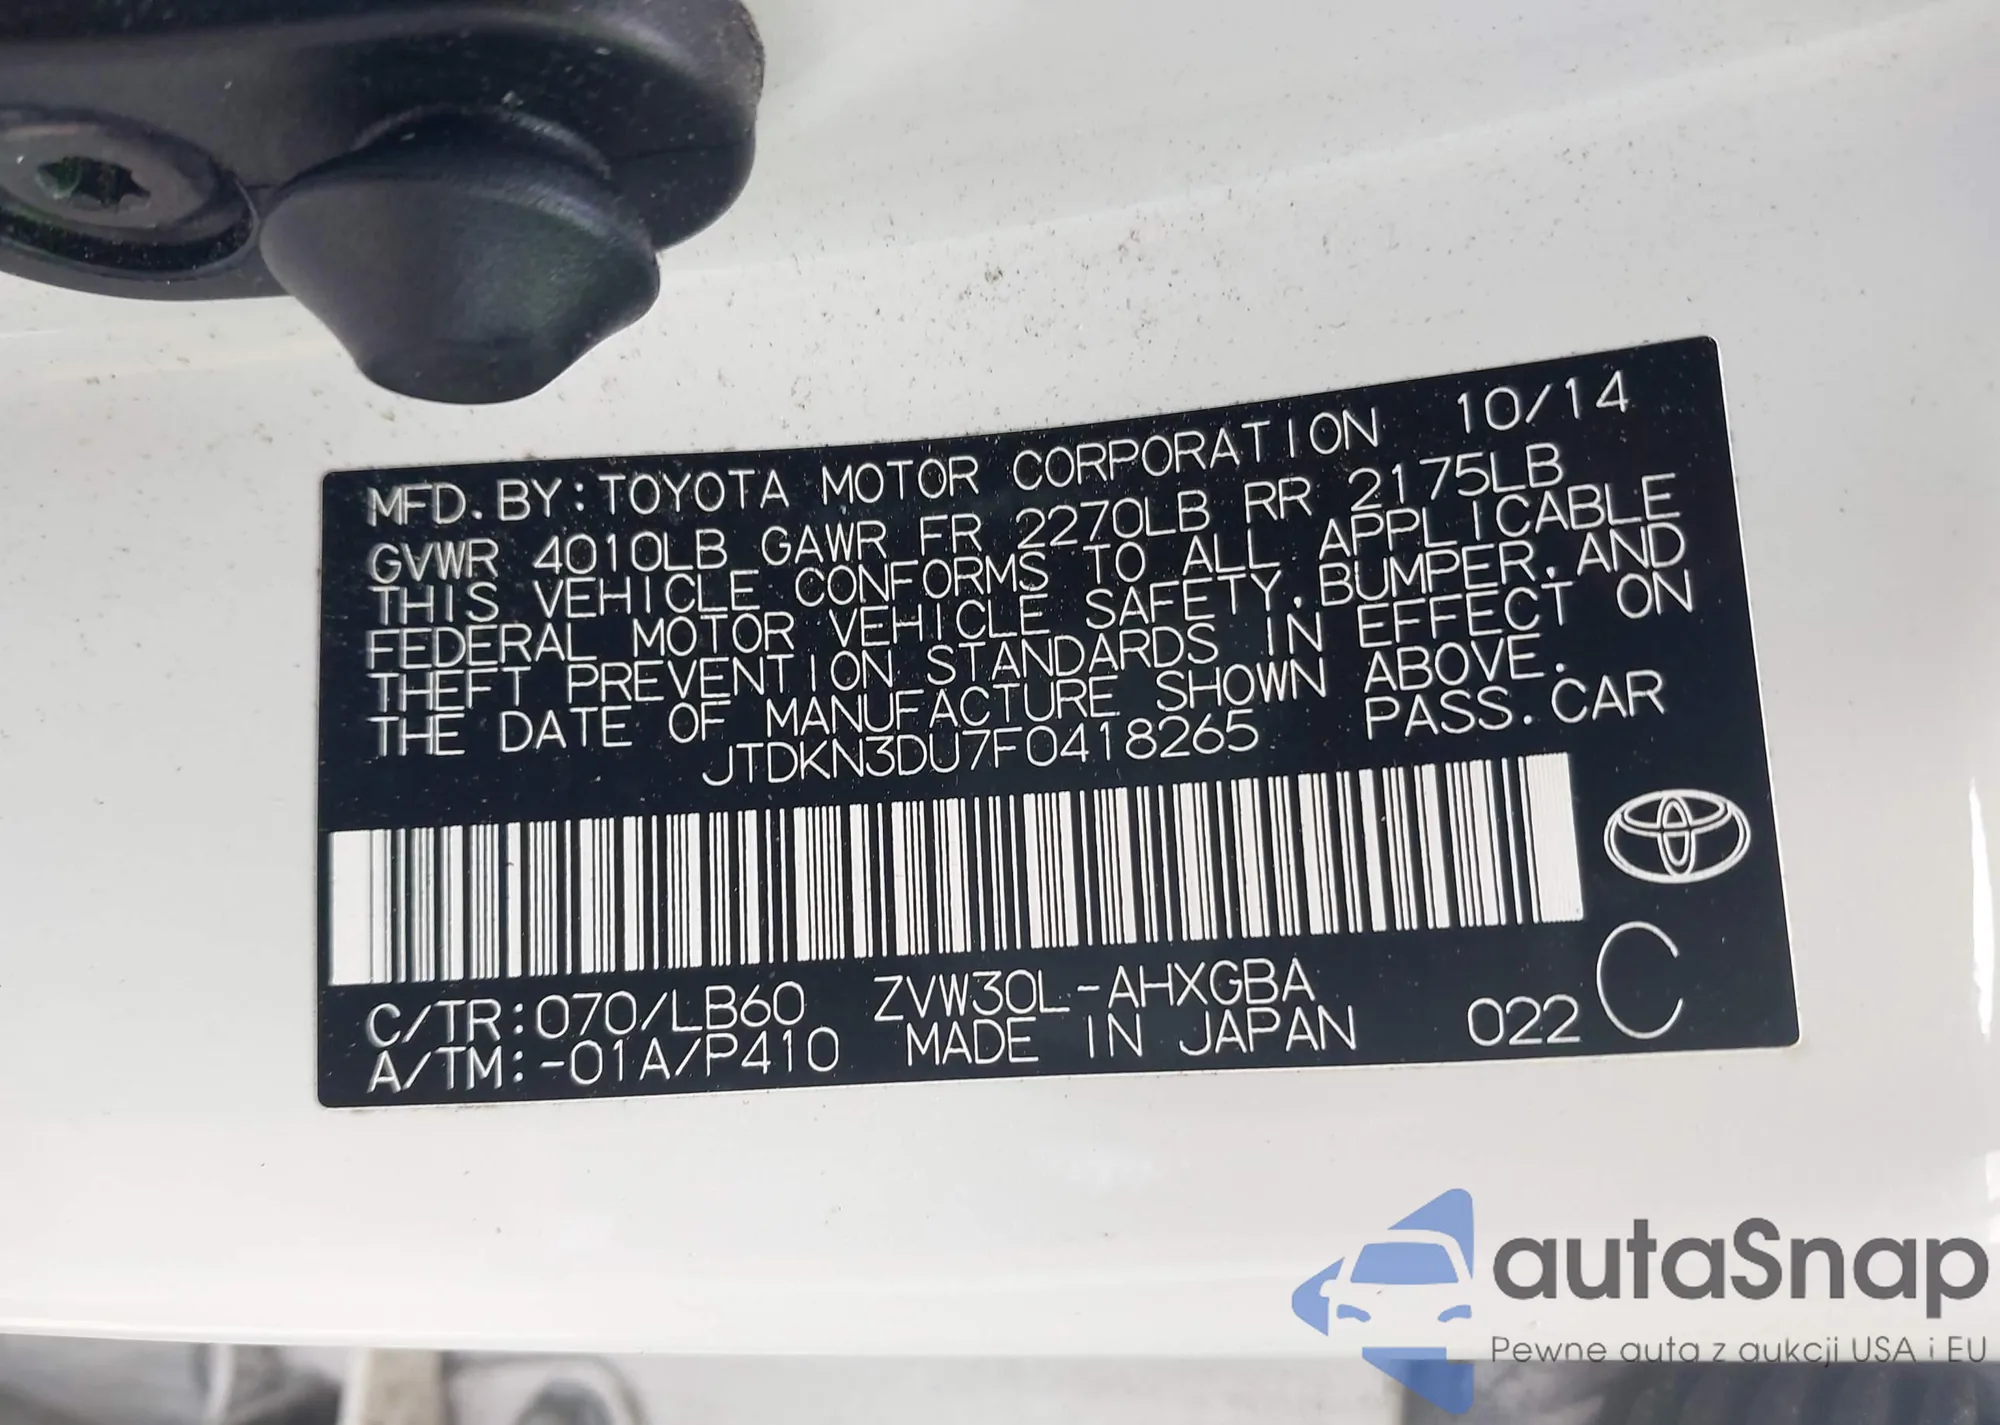 MFD. BY:TOYOTA MOTOR CORPORATION 10/14
GVWR 4010LB GAWR FR 2270LB RR 2175LB
THIS VEHICLE CONFORMS TO ALL APPLICABLE
FEDERAL MOTOR VEHICLE SAFETY, BUMPER, AND
THEFT PREVENTION STANDARDS IN EFFECT ON
THE DATE OF MANUFACTURE SHOWN ABOVE.
JTDKN3DU7F0418265 PASS. CAR
C/TR:070/LB60 ZVW30L-AHXGBA
A/TM:-01A/P410 MADE IN JAPAN 022 C
autaSnap
Pewne auta z aukcji USA i EU